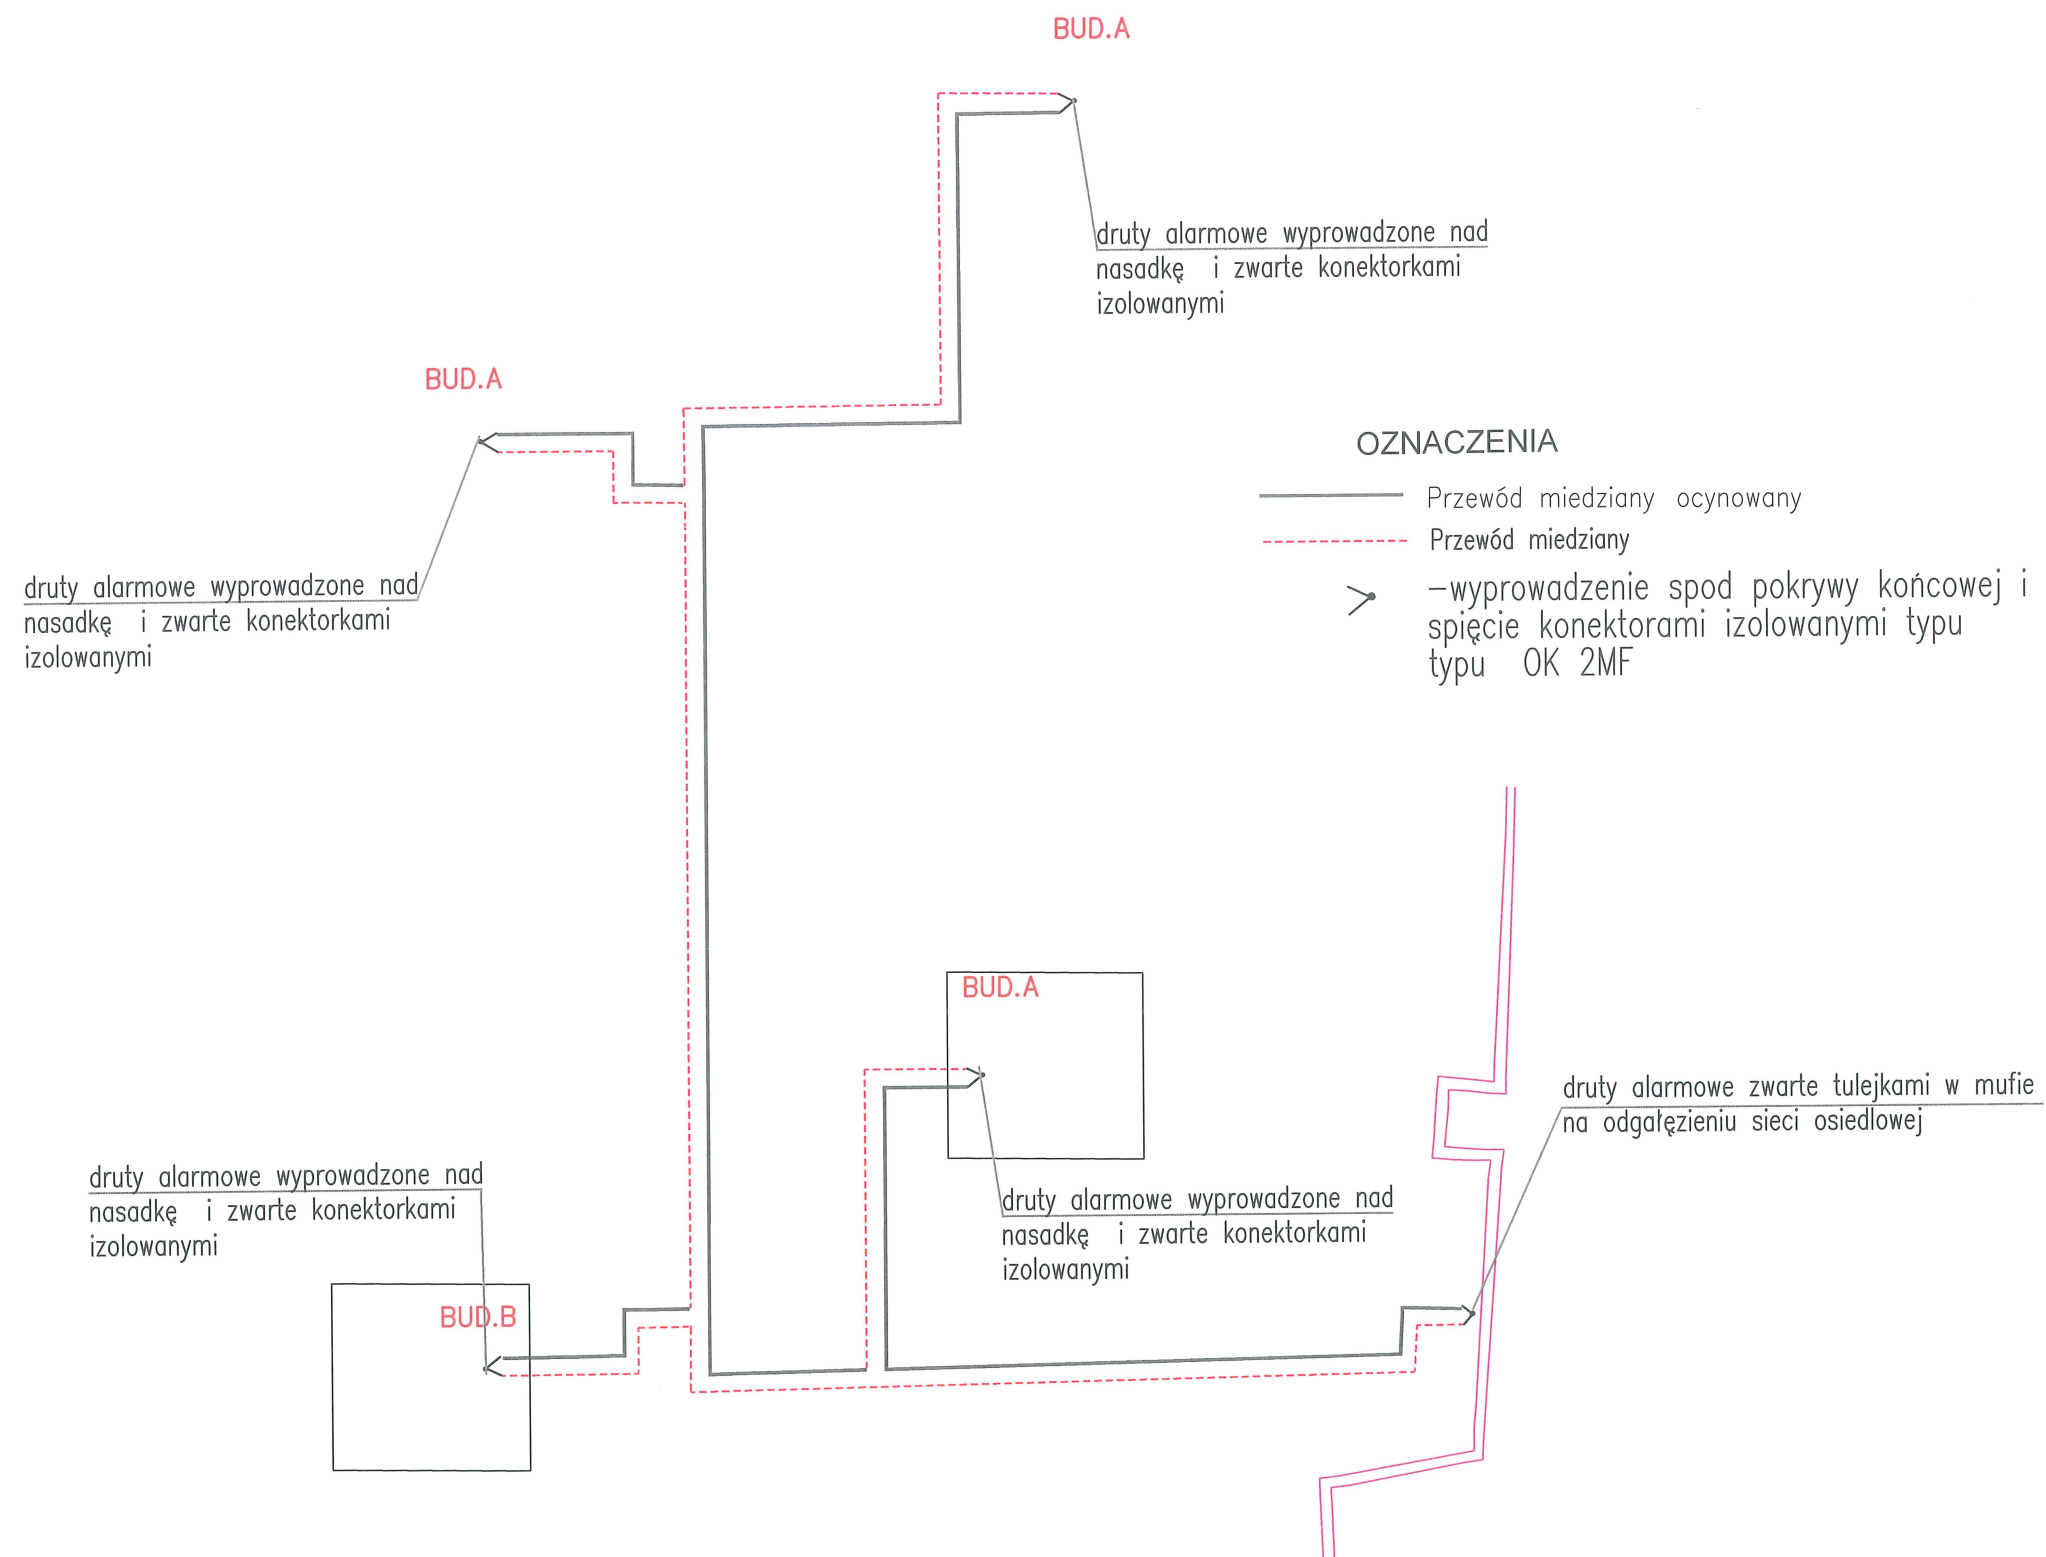 BUD.A
druty alarmowe wyprowadzone nad
nasadkę i zwarte konektorkami
izolowanymi
BUD.A
druty alarmowe wyprowadzone nad
nasadkę i zwarte konektorkami
izolowanymi
OZNACZENIA
Przewód miedziany ocynowany
Przewód miedziany
–wyprowadzenie spod pokrywy końcowej i
spięcie konektorami izolowanymi typu
typu OK 2MF
BUD.A
druty alarmowe wyprowadzone nad
nasadkę i zwarte konektorkami
izolowanymi
druty alarmowe zwarte tulejkami w mufie
na odgałęzieniu sieci osiedlowej
druty alarmowe wyprowadzone nad
nasadkę i zwarte konektorkami
izolowanymi
BUD.B